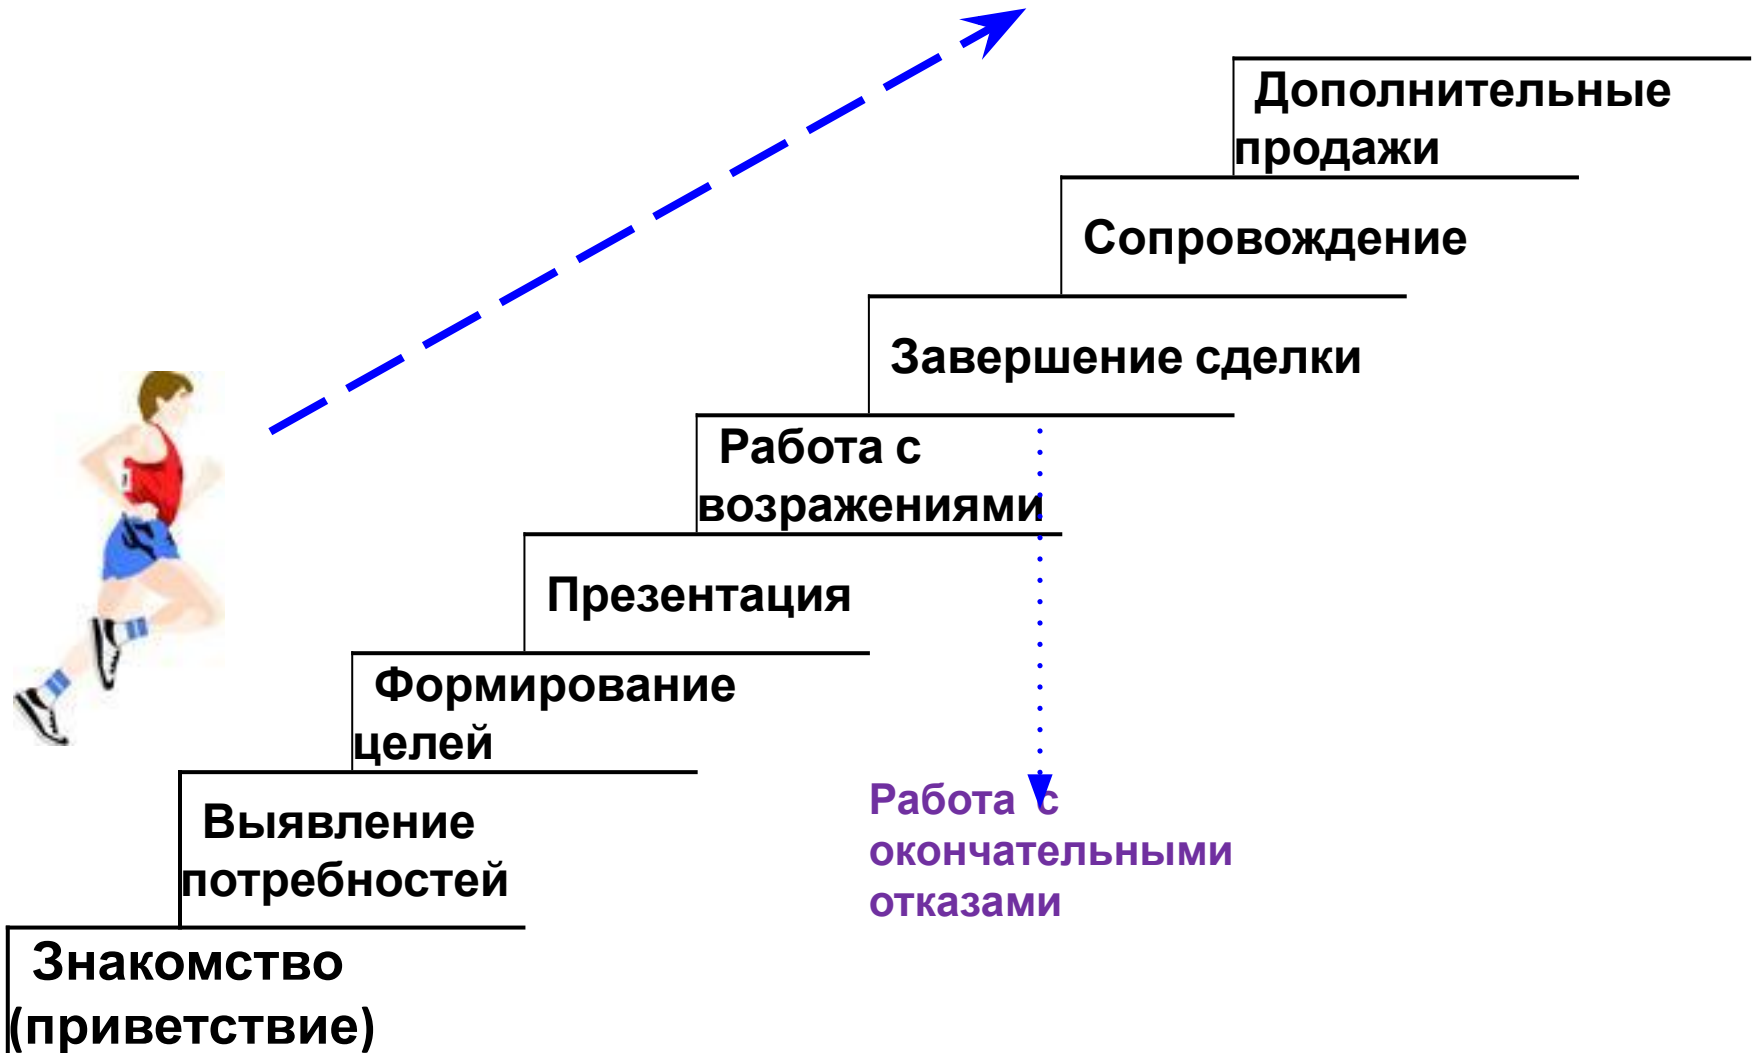 Дополнительные
продажи
Сопровождение
Завершение сделки
Работа с
возражениями
Презентация
Формирование
целей
Выявление
потребностей
Работа с
окончательными
отказами
Знакомство
(приветствие)